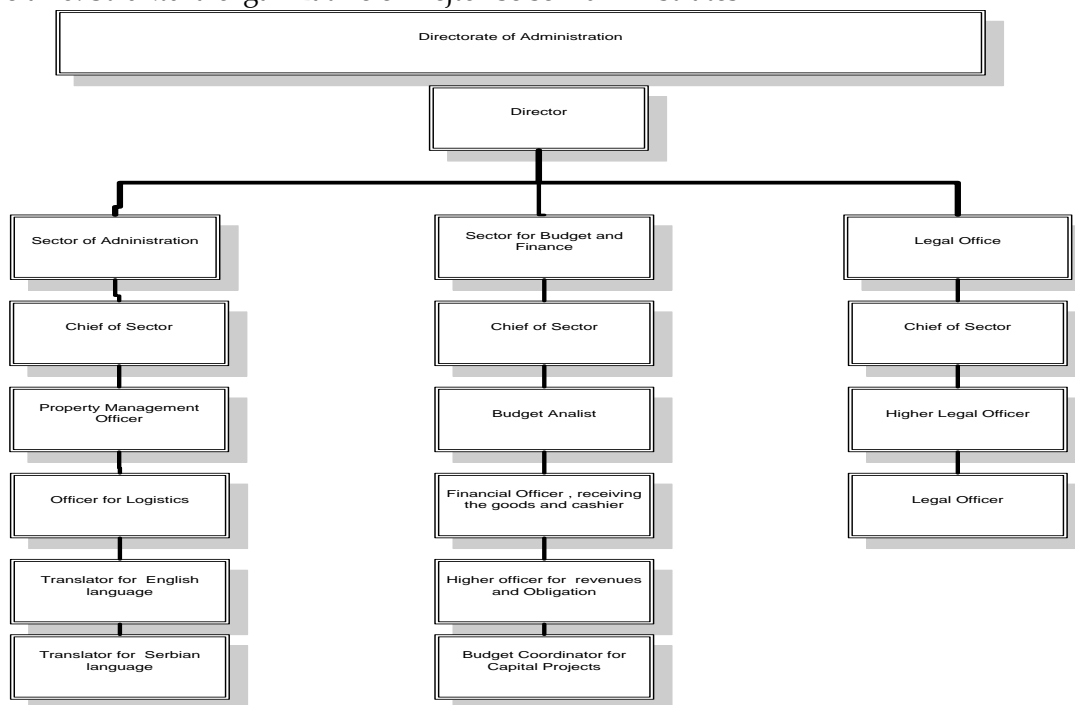 Directorate of Administration
Director
Sector of Adninistration
Sector for Budget and
Finance
Legal Office
Chief of Sector
Chief of Sector
Chief of Sector
Property Management
Officer
Budget Analist
Higher Legal Officer
Officer for Logistics
Financial Officer , receiving
the goods and cashier
Legal Officer
Translator for English
language
Higher officer for revenues
and Obligation
Translator for Serbian
language
Budget Coordinator for
Capital Projects